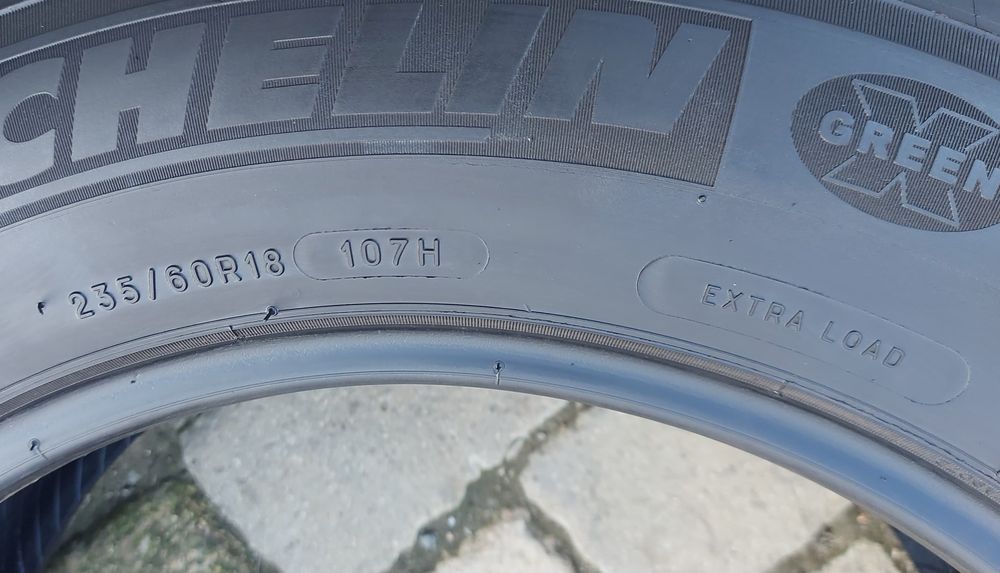 CHELIN
GREEN X
235/60R18 107H
EXTRA LOAD